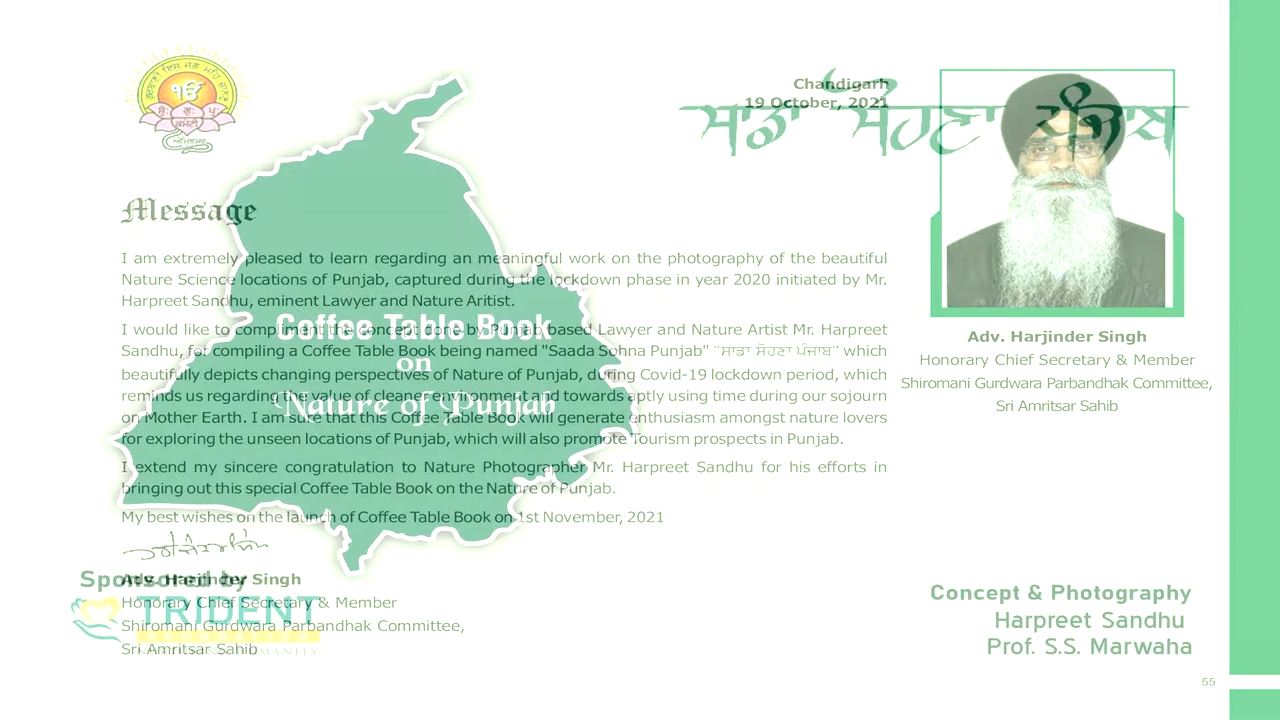 Chandigarh
19 October, 2021
ਸਾਡਾ ਸੋਹਣਾ ਪੰਜਾਬ
Message
I am extremely pleased to learn regarding an meaningful work on the photography of the beautiful
Nature Science locations of Punjab, captured during the lockdown phase in year 2020 initiated by Mr.
Harpreet Sandhu, eminent Lawyer and Nature Aritist.
I would like to compliment the concept done by Punjab based Lawyer and Nature Artist Mr. Harpreet
Sandhu, for compiling a Coffee Table Book being named "Saada Sohna Punjab" "ਸਾਡਾ ਸੋਹਣਾ ਪੰਜਾਬ" which
beautifully depicts changing perspectives of Nature of Punjab, during Covid-19 lockdown period, which
reminds us regarding the value of cleaner environment and towards aptly using time during our sojourn
on Mother Earth. I am sure that this Coffee Table Book will generate enthusiasm amongst nature lovers
for exploring the unseen locations of Punjab, which will also promote Tourism prospects in Punjab.
I extend my sincere congratulation to Nature Photographer Mr. Harpreet Sandhu for his efforts in
bringing out this special Coffee Table Book on the Nature of Punjab.
My best wishes on the launch of Coffee Table Book on 1st November, 2021
Adv. Harjinder Singh
Honorary Chief Secretary & Member
Shiromani Gurdwara Parbandhak Committee,
Sri Amritsar Sahib
Coffee Table Book
on
Nature of Punjab
Adv. Harjinder Singh
Honorary Chief Secretary & Member
Shiromani Gurdwara Parbandhak Committee,
Sri Amritsar Sahib
Sponsored by
TRIDENT
Concept & Photography
Harpreet Sandhu
Prof. S.S. Marwaha
55